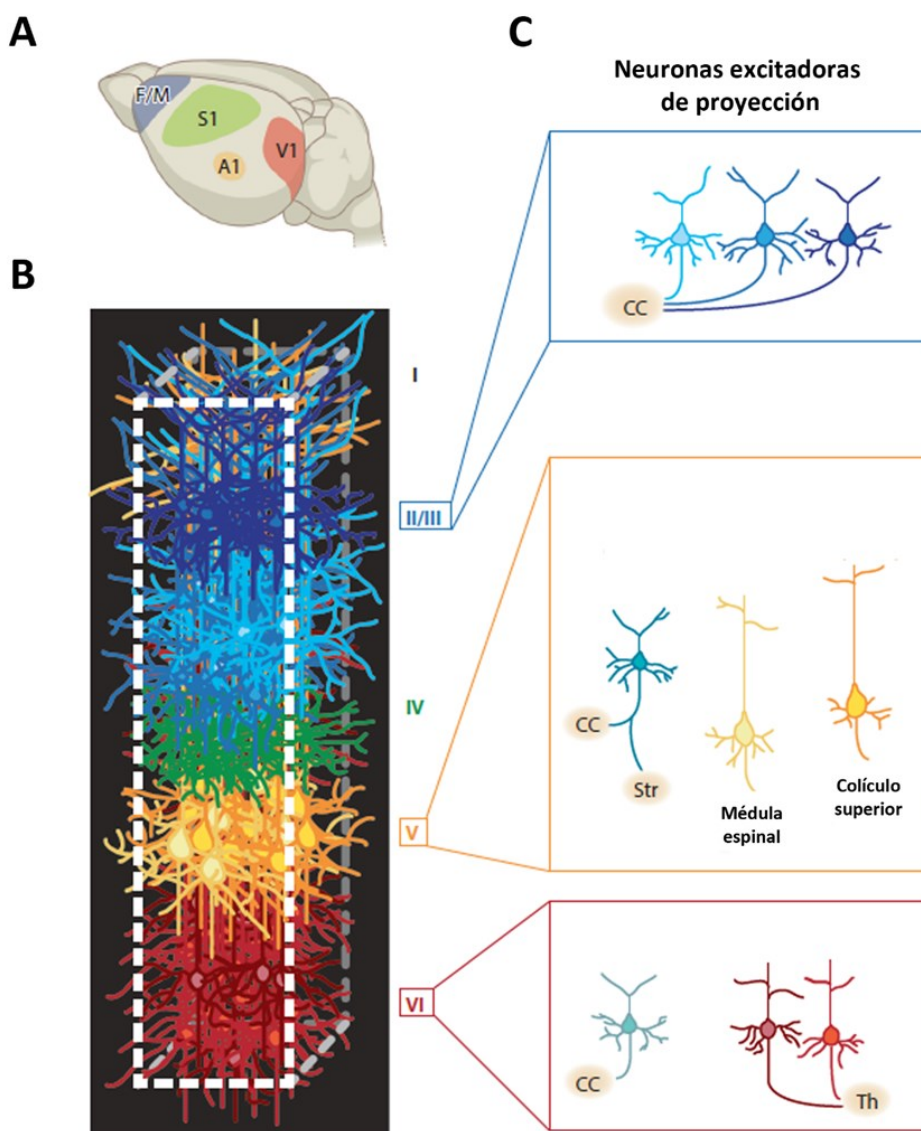 A
F/M
S1
A1
V1
B
I
II/III
IV
V
VI
C
Neuronas excitadoras
de proyección
CC
CC
Str
Médula
espinal
Colículo
superior
CC
Th